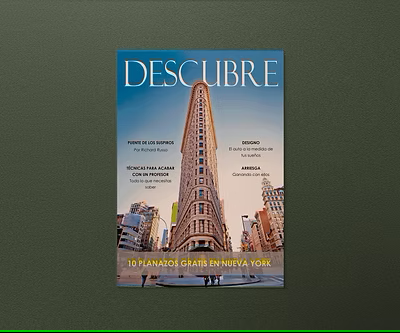 DESCUBRE
PUENTE DE LOS SUSPIROS
Por Richard Russo
TÉCNICAS PARA ACABAR
CON UN PROFESOR
Todo lo que necesitas
saber
DESIGNO
El auto a la medida de
tus sueños
ARRIESGA
Ganando con ellos
10 PLANAZOS GRATIS EN NUEVA YORK